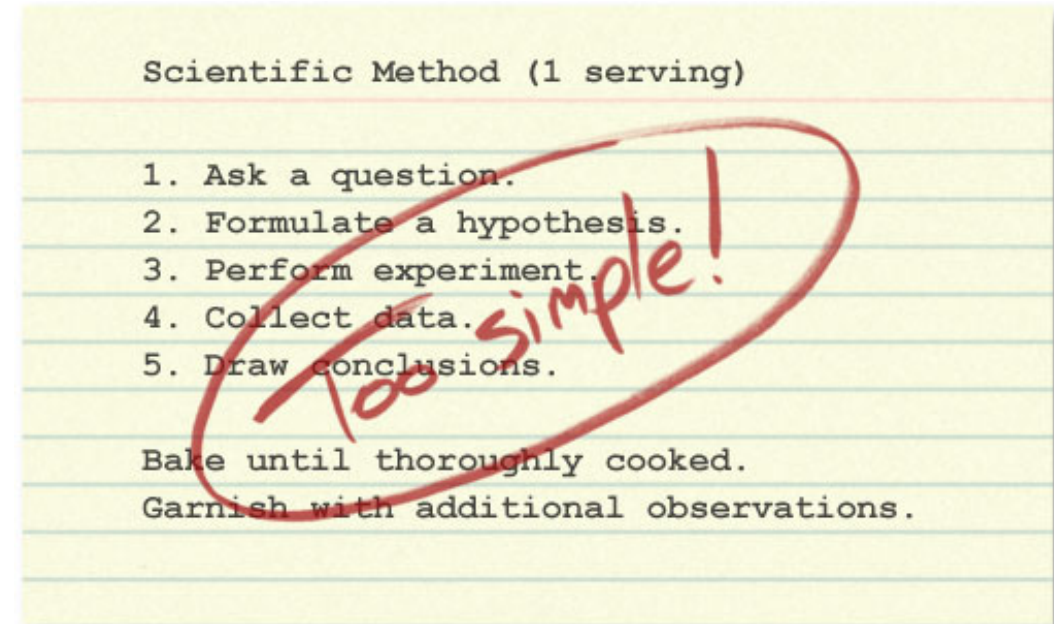 Scientific Method (1 serving)
1. Ask a question.
2. Formulate a hypothesis.
3. Perform experiment.
4. Collect data.
5. Draw conclusions.
Too simple!
Bake until thoroughly cooked.
Garnish with additional observations.